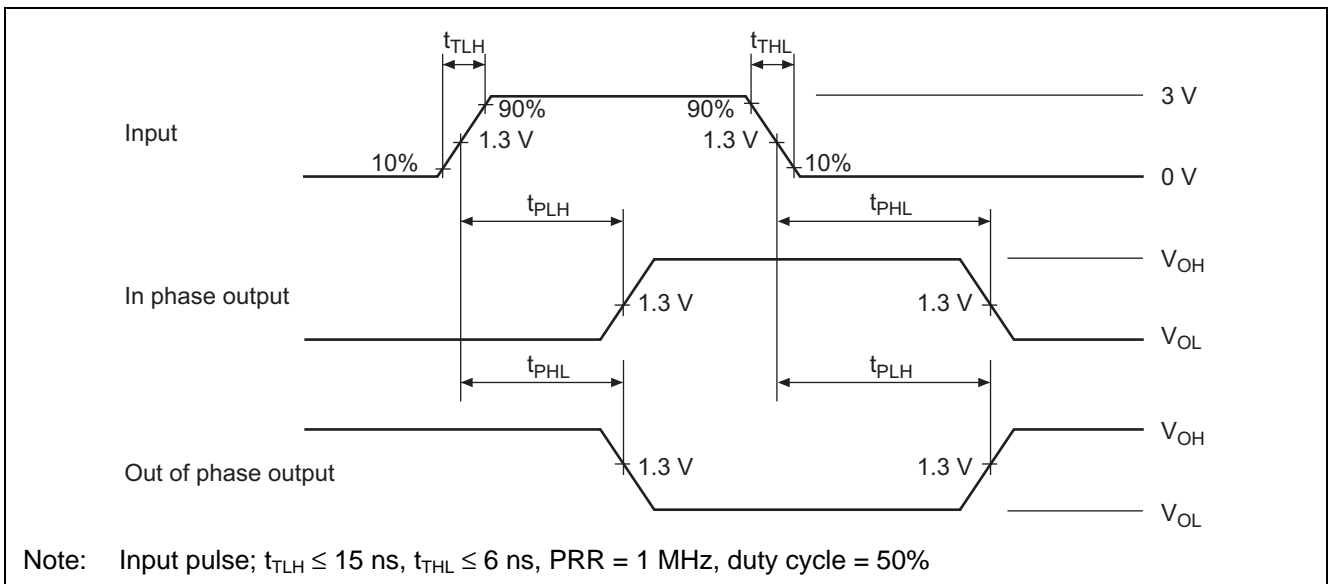 tTLH tTHL
90% 90% 3 V
Input 1.3 V 1.3 V
10% 10% 0 V
tPLH tPHL
VOH
In phase output 1.3 V 1.3 V
VOL
tPHL tPLH
VOH
Out of phase output 1.3 V 1.3 V
VOL
Note: Input pulse; tTLH ≤ 15 ns, tTHL ≤ 6 ns, PRR = 1 MHz, duty cycle = 50%